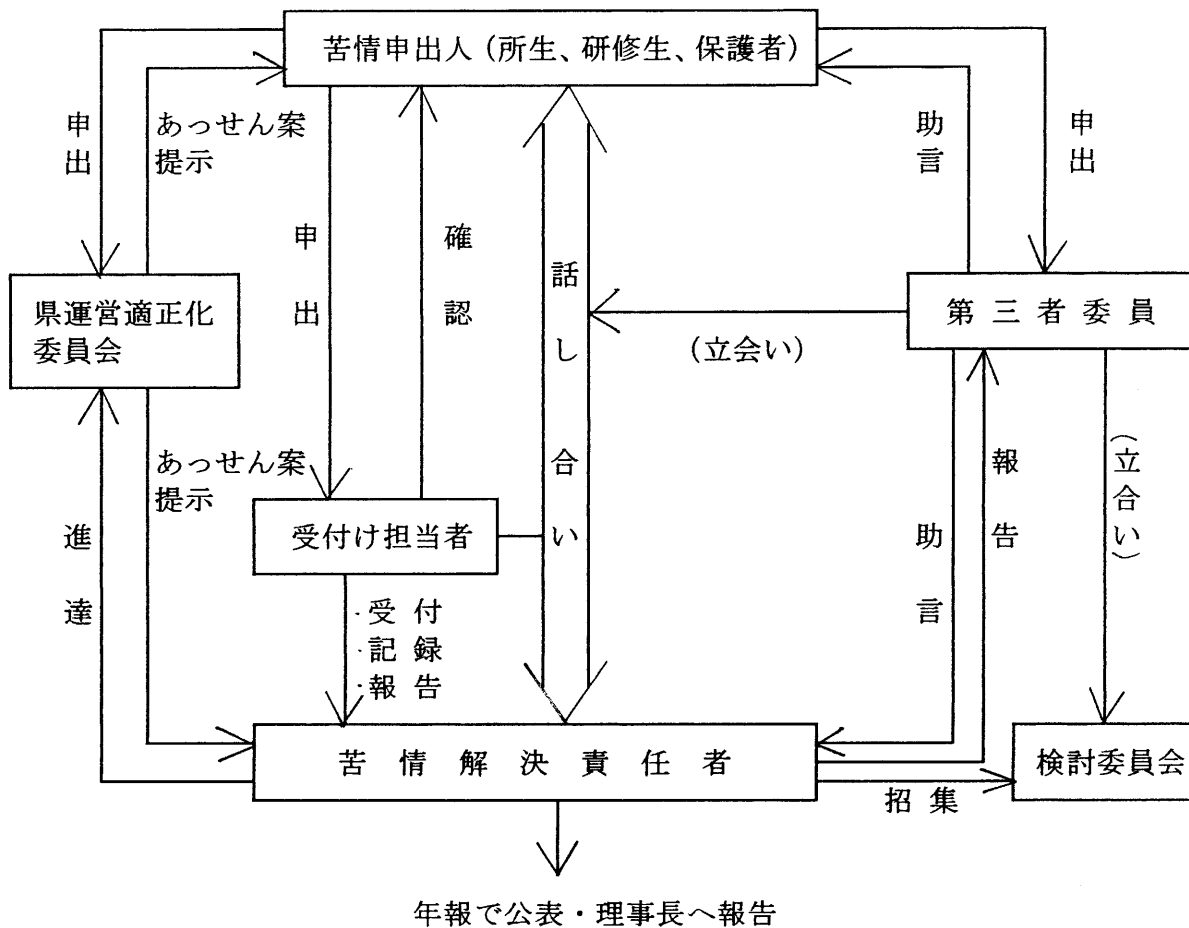 苦情申出人（所生、研修生、保護者）
申出
あっせん案
提示
申出
確認
話し合い
助言
申出
県運営適正化
委員会
第三者委員
(立会い)
あっせん案
提示
進達
受付け担当者
・受付
記録
・報告
助言
報告
(立合い)
苦情解決責任者
招集
検討委員会
年報で公表・理事長へ報告